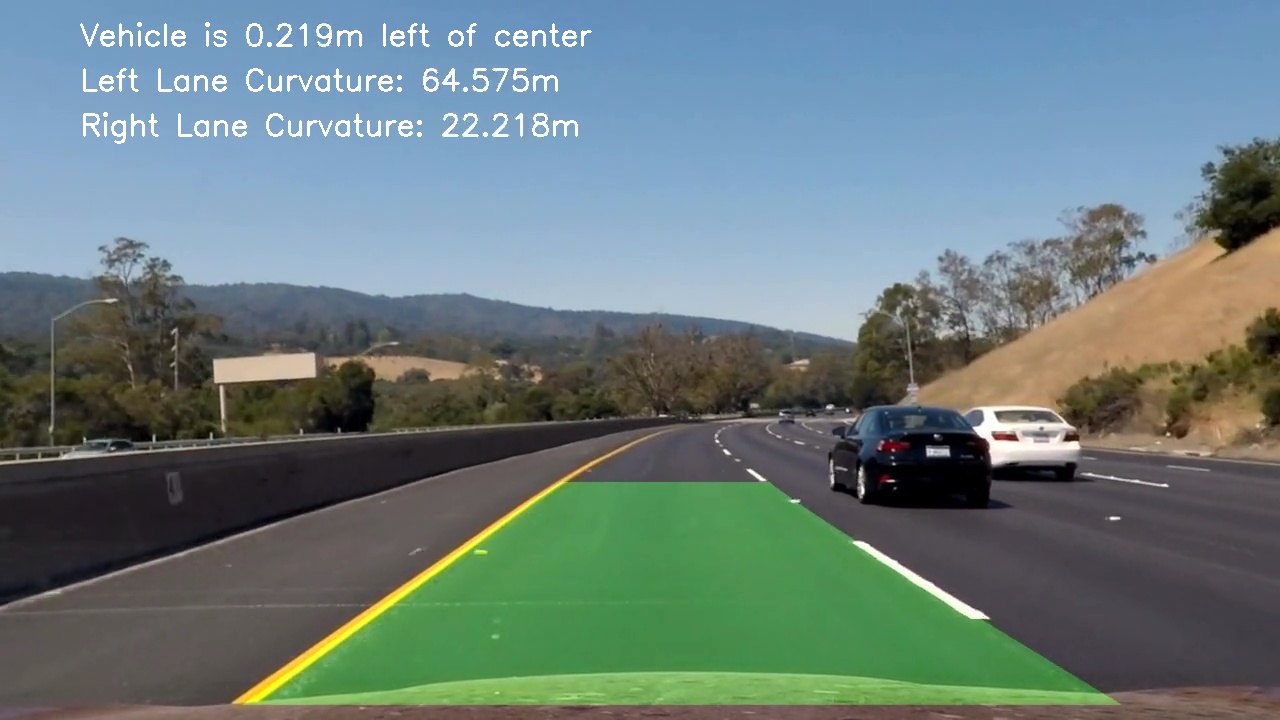 Vehicle is 0.219m left of center
Left Lane Curvature: 64.575m
Right Lane Curvature: 22.218m